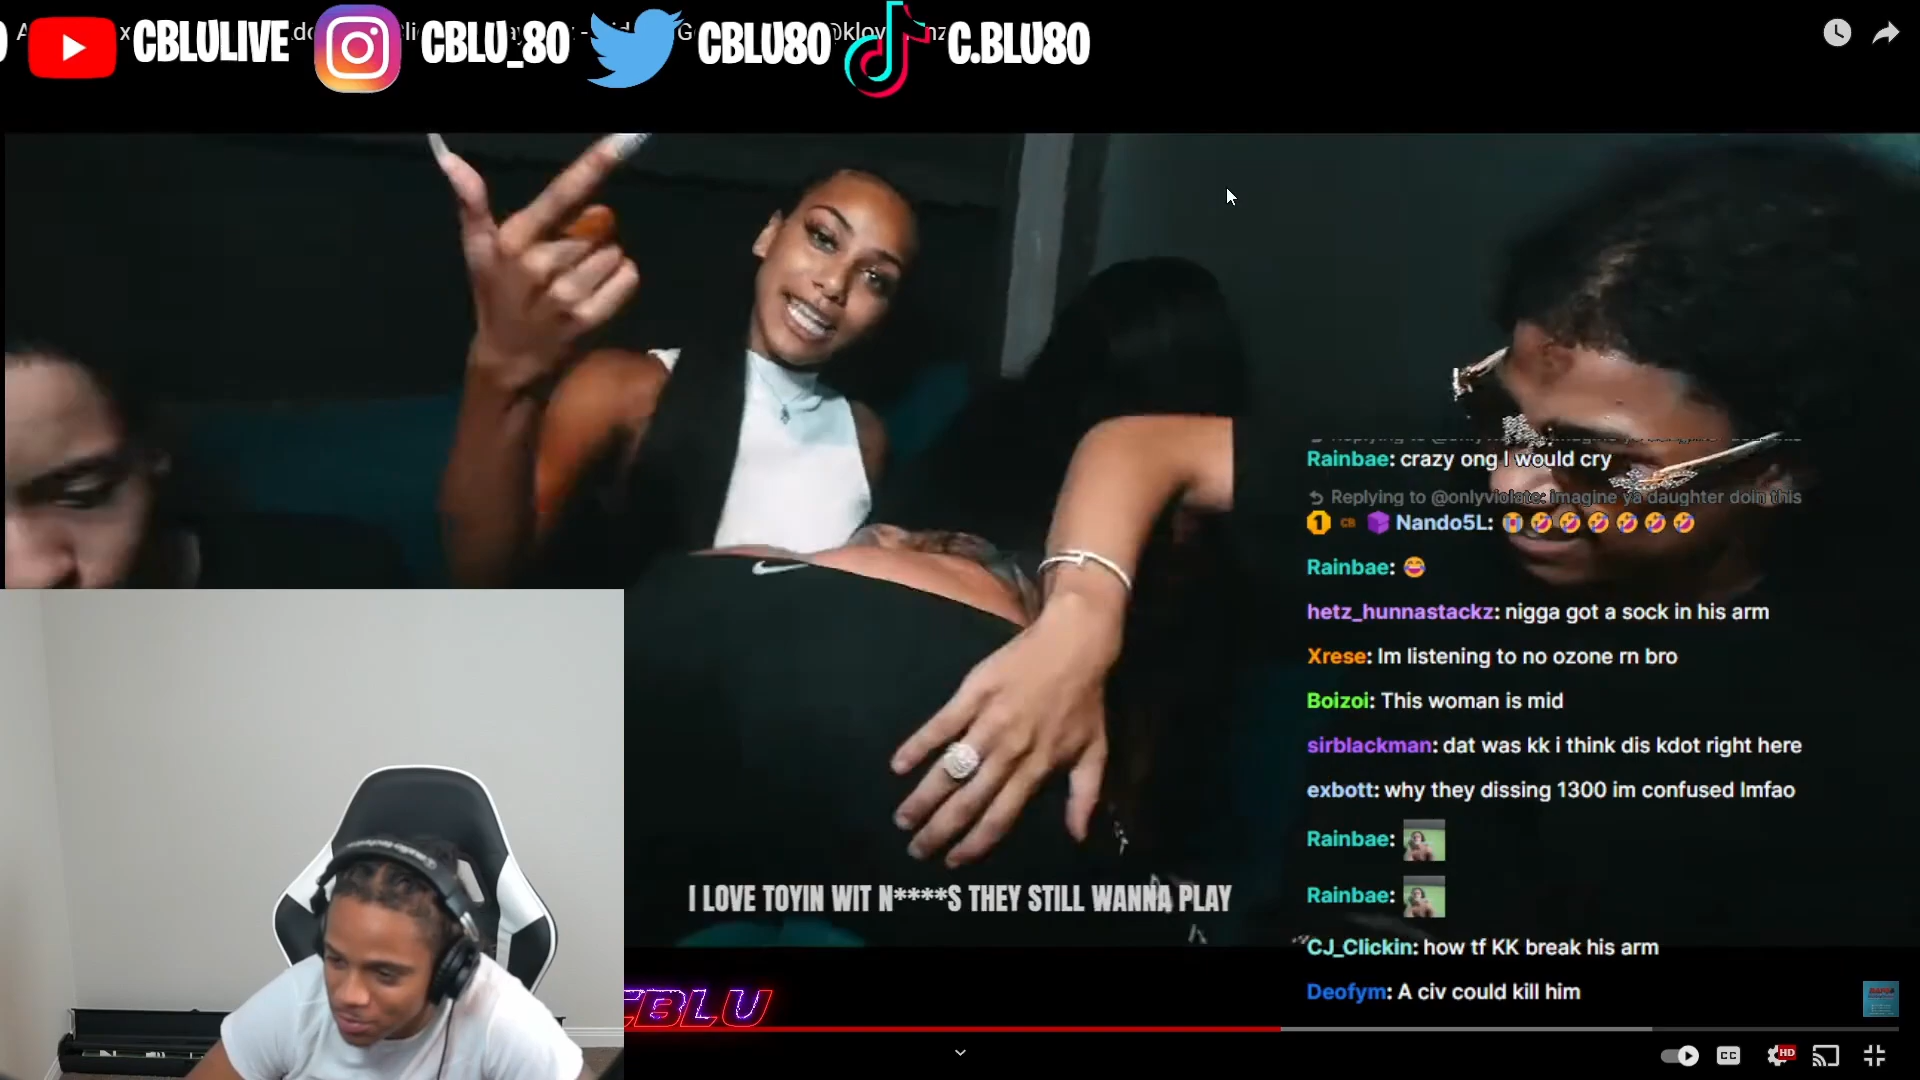 CBLULIVE CBLU_80 CBLU80 C.BLU80
Rainbae: crazy ong I would cry
Replying to @onlyviolate: imagine ya daughter doin this
Nando5L: 😭🤣🤣🤣🤣🤣🤣
Rainbae: 😂
hetz_hunnastackz: nigga got a sock in his arm
Xrese: Im listening to no ozone rn bro
Boizoi: This woman is mid
sirblackman: dat was kk i think dis kdot right here
exbott: why they dissing 1300 im confused lmfao
Rainbae:
Rainbae:
CJ_Clickin: how tf KK break his arm
Deofym: A civ could kill him
I LOVE TOYIN WIT N****S THEY STILL WANNA PLAY
CBLU
CC
HD